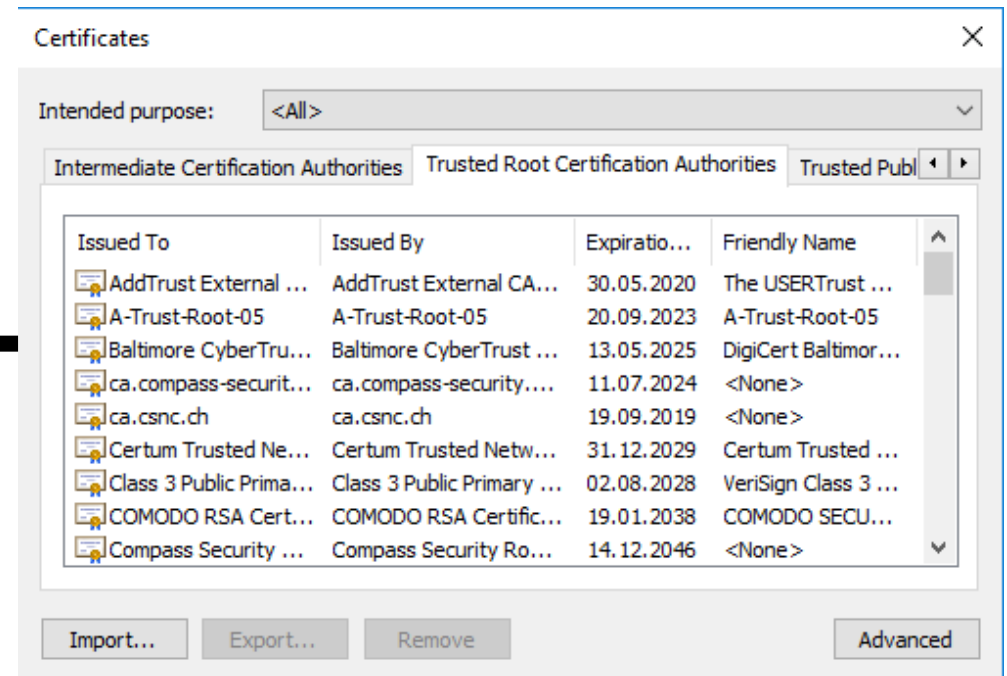 Certificates
Intended purpose: <All>
Intermediate Certification Authorities Trusted Root Certification Authorities Trusted Publ
Issued To Issued By Expiratio... Friendly Name
AddTrust External ... AddTrust External CA... 30.05.2020 The USERTrust ...
A-Trust-Root-05 A-Trust-Root-05 20.09.2023 A-Trust-Root-05
Baltimore CyberTru... Baltimore CyberTrust ... 13.05.2025 DigiCert Baltimor...
ca.compass-securit... ca.compass-security.... 11.07.2024 <None>
ca.csnc.ch ca.csnc.ch 19.09.2019 <None>
Certum Trusted Ne... Certum Trusted Netw... 31.12.2029 Certum Trusted ...
Class 3 Public Prima... Class 3 Public Primary ... 02.08.2028 VeriSign Class 3 ...
COMODO RSA Cert... COMODO RSA Certific... 19.01.2038 COMODO SECU...
Compass Security ... Compass Security Ro... 14.12.2046 <None>
Import... Export... Remove Advanced